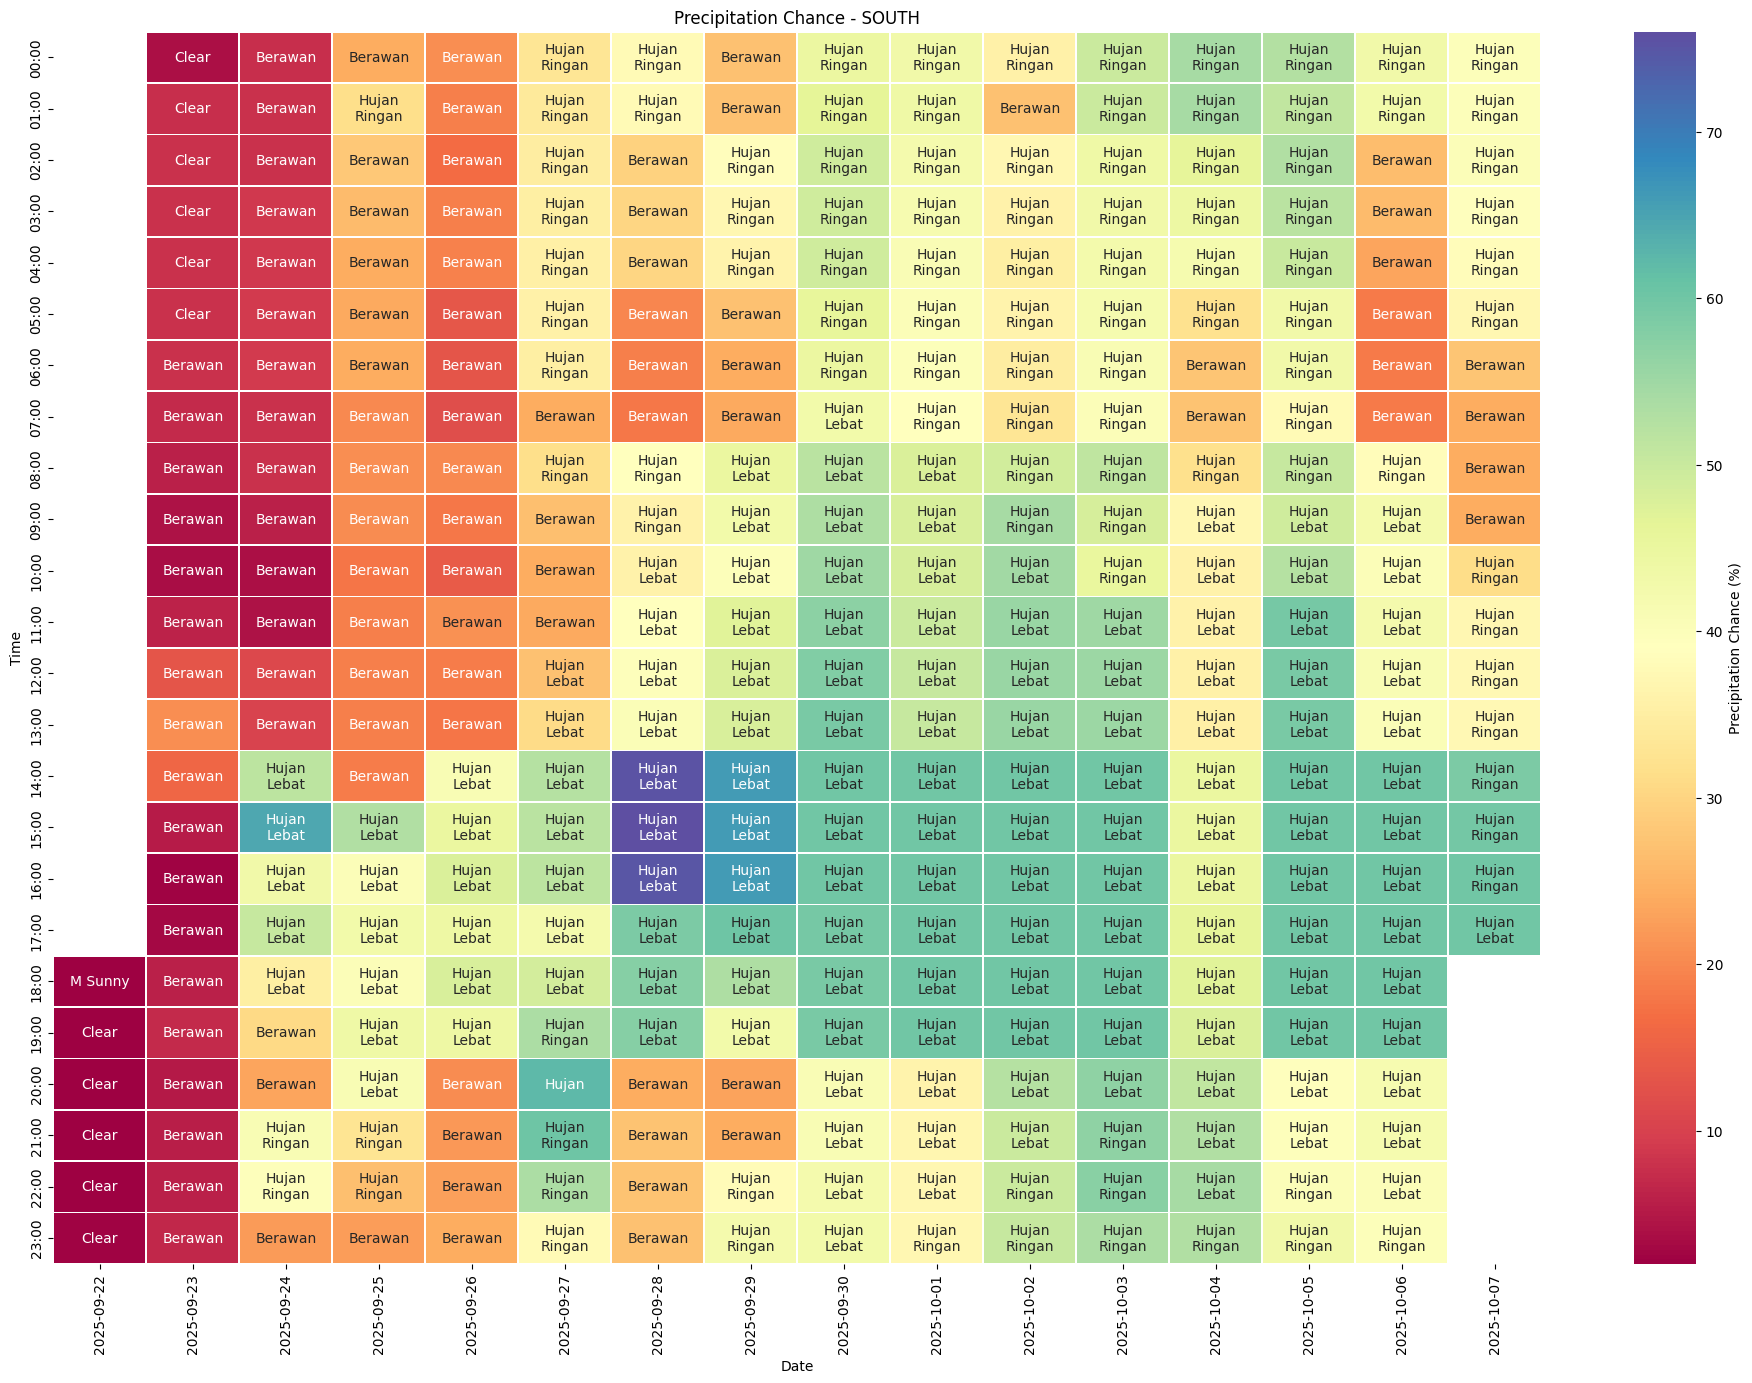 Precipitation Chance - SOUTH
00:00 Clear Berawan Berawan Berawan Hujan Ringan Hujan Ringan Berawan Hujan Ringan Hujan Ringan Hujan Ringan Hujan Ringan Hujan Ringan Hujan Ringan Hujan Ringan Hujan Ringan
01:00 Clear Berawan Hujan Ringan Berawan Hujan Ringan Hujan Ringan Berawan Hujan Ringan Hujan Ringan Berawan Hujan Ringan Hujan Ringan Hujan Ringan Hujan Ringan Hujan Ringan
02:00 Clear Berawan Berawan Berawan Hujan Ringan Berawan Hujan Ringan Hujan Ringan Hujan Ringan Hujan Ringan Hujan Ringan Hujan Ringan Hujan Ringan Berawan Hujan Ringan
03:00 Clear Berawan Berawan Berawan Hujan Ringan Berawan Hujan Ringan Hujan Ringan Hujan Ringan Hujan Ringan Hujan Ringan Hujan Ringan Hujan Ringan Berawan Hujan Ringan
04:00 Clear Berawan Berawan Berawan Hujan Ringan Berawan Hujan Ringan Hujan Ringan Hujan Ringan Hujan Ringan Hujan Ringan Hujan Ringan Hujan Ringan Berawan Hujan Ringan
05:00 Clear Berawan Berawan Berawan Hujan Ringan Berawan Berawan Hujan Ringan Hujan Ringan Hujan Ringan Hujan Ringan Hujan Ringan Hujan Ringan Berawan Hujan Ringan
06:00 Berawan Berawan Berawan Berawan Hujan Ringan Berawan Berawan Hujan Ringan Hujan Ringan Hujan Ringan Hujan Ringan Berawan Hujan Ringan Berawan Berawan
07:00 Berawan Berawan Berawan Berawan Berawan Berawan Berawan Hujan Lebat Hujan Ringan Hujan Ringan Hujan Ringan Berawan Hujan Ringan Berawan Berawan
08:00 Berawan Berawan Berawan Berawan Hujan Ringan Hujan Ringan Hujan Lebat Hujan Lebat Hujan Lebat Hujan Ringan Hujan Ringan Hujan Ringan Hujan Ringan Hujan Ringan Berawan
09:00 Berawan Berawan Berawan Berawan Berawan Hujan Ringan Hujan Lebat Hujan Lebat Hujan Lebat Hujan Ringan Hujan Ringan Hujan Lebat Hujan Lebat Hujan Lebat Berawan
10:00 Berawan Berawan Berawan Berawan Berawan Hujan Lebat Hujan Lebat Hujan Lebat Hujan Lebat Hujan Lebat Hujan Ringan Hujan Lebat Hujan Lebat Hujan Lebat Hujan Ringan
11:00 Berawan Berawan Berawan Berawan Berawan Hujan Lebat Hujan Lebat Hujan Lebat Hujan Lebat Hujan Lebat Hujan Lebat Hujan Lebat Hujan Lebat Hujan Lebat Hujan Ringan
12:00 Berawan Berawan Berawan Berawan Hujan Lebat Hujan Lebat Hujan Lebat Hujan Lebat Hujan Lebat Hujan Lebat Hujan Lebat Hujan Lebat Hujan Lebat Hujan Lebat Hujan Ringan
13:00 Berawan Berawan Berawan Berawan Hujan Lebat Hujan Lebat Hujan Lebat Hujan Lebat Hujan Lebat Hujan Lebat Hujan Lebat Hujan Lebat Hujan Lebat Hujan Lebat Hujan Ringan
14:00 Berawan Hujan Lebat Berawan Hujan Lebat Hujan Lebat Hujan Lebat Hujan Lebat Hujan Lebat Hujan Lebat Hujan Lebat Hujan Lebat Hujan Lebat Hujan Lebat Hujan Lebat Hujan Ringan
15:00 Berawan Hujan Lebat Hujan Lebat Hujan Lebat Hujan Lebat Hujan Lebat Hujan Lebat Hujan Lebat Hujan Lebat Hujan Lebat Hujan Lebat Hujan Lebat Hujan Lebat Hujan Lebat Hujan Ringan
16:00 Berawan Hujan Lebat Hujan Lebat Hujan Lebat Hujan Lebat Hujan Lebat Hujan Lebat Hujan Lebat Hujan Lebat Hujan Lebat Hujan Lebat Hujan Lebat Hujan Lebat Hujan Lebat Hujan Ringan
17:00 Berawan Hujan Lebat Hujan Lebat Hujan Lebat Hujan Lebat Hujan Lebat Hujan Lebat Hujan Lebat Hujan Lebat Hujan Lebat Hujan Lebat Hujan Lebat Hujan Lebat Hujan Lebat Hujan Lebat
18:00 M Sunny Berawan Hujan Lebat Hujan Lebat Hujan Lebat Hujan Lebat Hujan Lebat Hujan Lebat Hujan Lebat Hujan Lebat Hujan Lebat Hujan Lebat Hujan Lebat Hujan Lebat Hujan Lebat
19:00 Clear Berawan Berawan Hujan Lebat Hujan Lebat Hujan Ringan Hujan Lebat Hujan Lebat Hujan Lebat Hujan Lebat Hujan Lebat Hujan Lebat Hujan Lebat Hujan Lebat Hujan Lebat
20:00 Clear Berawan Berawan Hujan Lebat Berawan Hujan Berawan Berawan Hujan Lebat Hujan Lebat Hujan Lebat Hujan Lebat Hujan Lebat Hujan Lebat Hujan Lebat
21:00 Clear Berawan Hujan Ringan Hujan Ringan Berawan Hujan Ringan Berawan Berawan Hujan Lebat Hujan Lebat Hujan Lebat Hujan Ringan Hujan Lebat Hujan Lebat Hujan Lebat
22:00 Clear Berawan Hujan Ringan Hujan Ringan Berawan Hujan Ringan Berawan Hujan Ringan Hujan Lebat Hujan Lebat Hujan Ringan Hujan Ringan Hujan Lebat Hujan Ringan Hujan Lebat
23:00 Clear Berawan Berawan Berawan Berawan Hujan Ringan Berawan Hujan Ringan Hujan Lebat Hujan Ringan Hujan Ringan Hujan Ringan Hujan Ringan Hujan Ringan Hujan Ringan
2025-09-22 2025-09-23 2025-09-24 2025-09-25 2025-09-26 2025-09-27 2025-09-28 2025-09-29 2025-09-30 2025-10-01 2025-10-02 2025-10-03 2025-10-04 2025-10-05 2025-10-06 2025-10-07
Date
Time
70
60
50
40
30
20
10
Precipitation Chance (%)